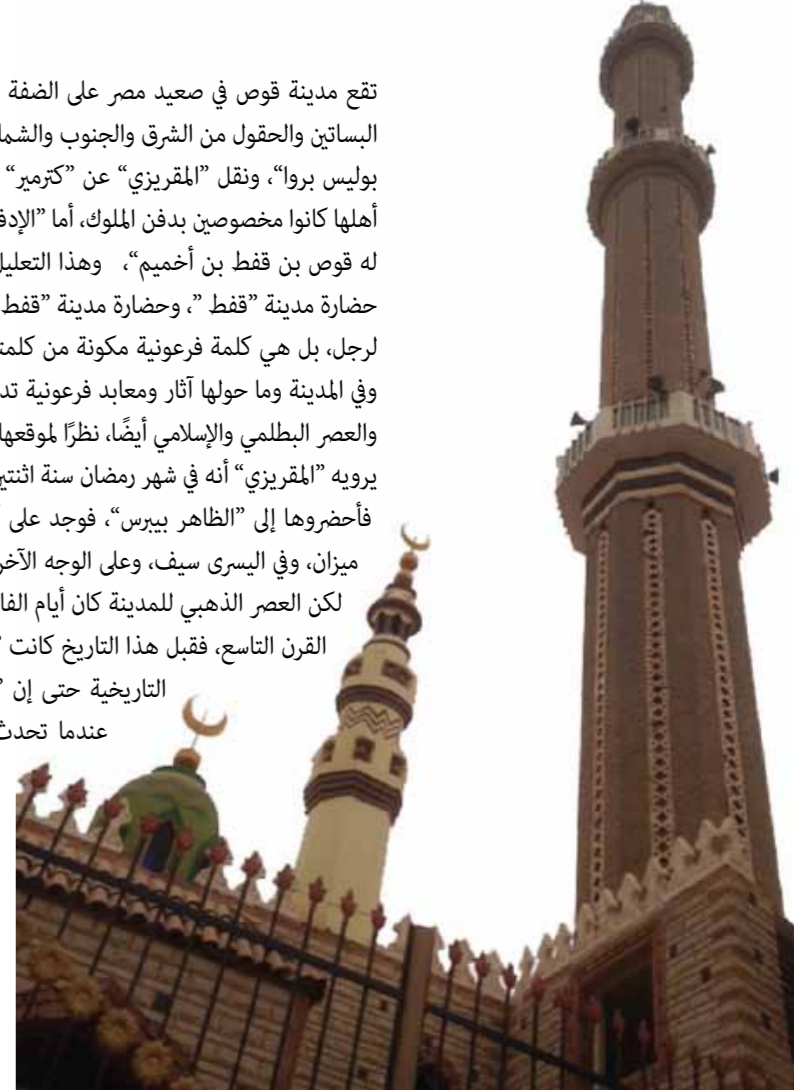 تقع مدينة قوص في صعيد مصر على الضفة
البساتين والحقول من الشرق والجنوب والشما
بوليس بروا“، ونقل ”المقريزي“ عن ”كترمير“
أهلها كانوا مخصوصين بدفن الملوك، أما ”الإدف
له قوص بن قفط بن أخميم“، وهذا التعليل
حضارة مدينة ”قفط “، وحضارة مدينة ”قفط
لرجل، بل هي كلمة فرعونية مكونة من كلمت
وفي المدينة وما حولها آثار ومعابد فرعونية تد
والعصر البطلمي والإسلامي أيضًا، نظرًا لموقعها
يرويه ”المقريزي“ أنه في شهر رمضان سنة اثنتين
فأحضروها إلى ”الظاهر بيبرس“، فوجد على
ميزان، وفي اليسرى سيف، وعلى الوجه الآخر
لكن العصر الذهبي للمدينة كان أيام الفا
القرن التاسع، فقبل هذا التاريخ كانت ”
التاريخية حتى إن ”
عندما تحدث